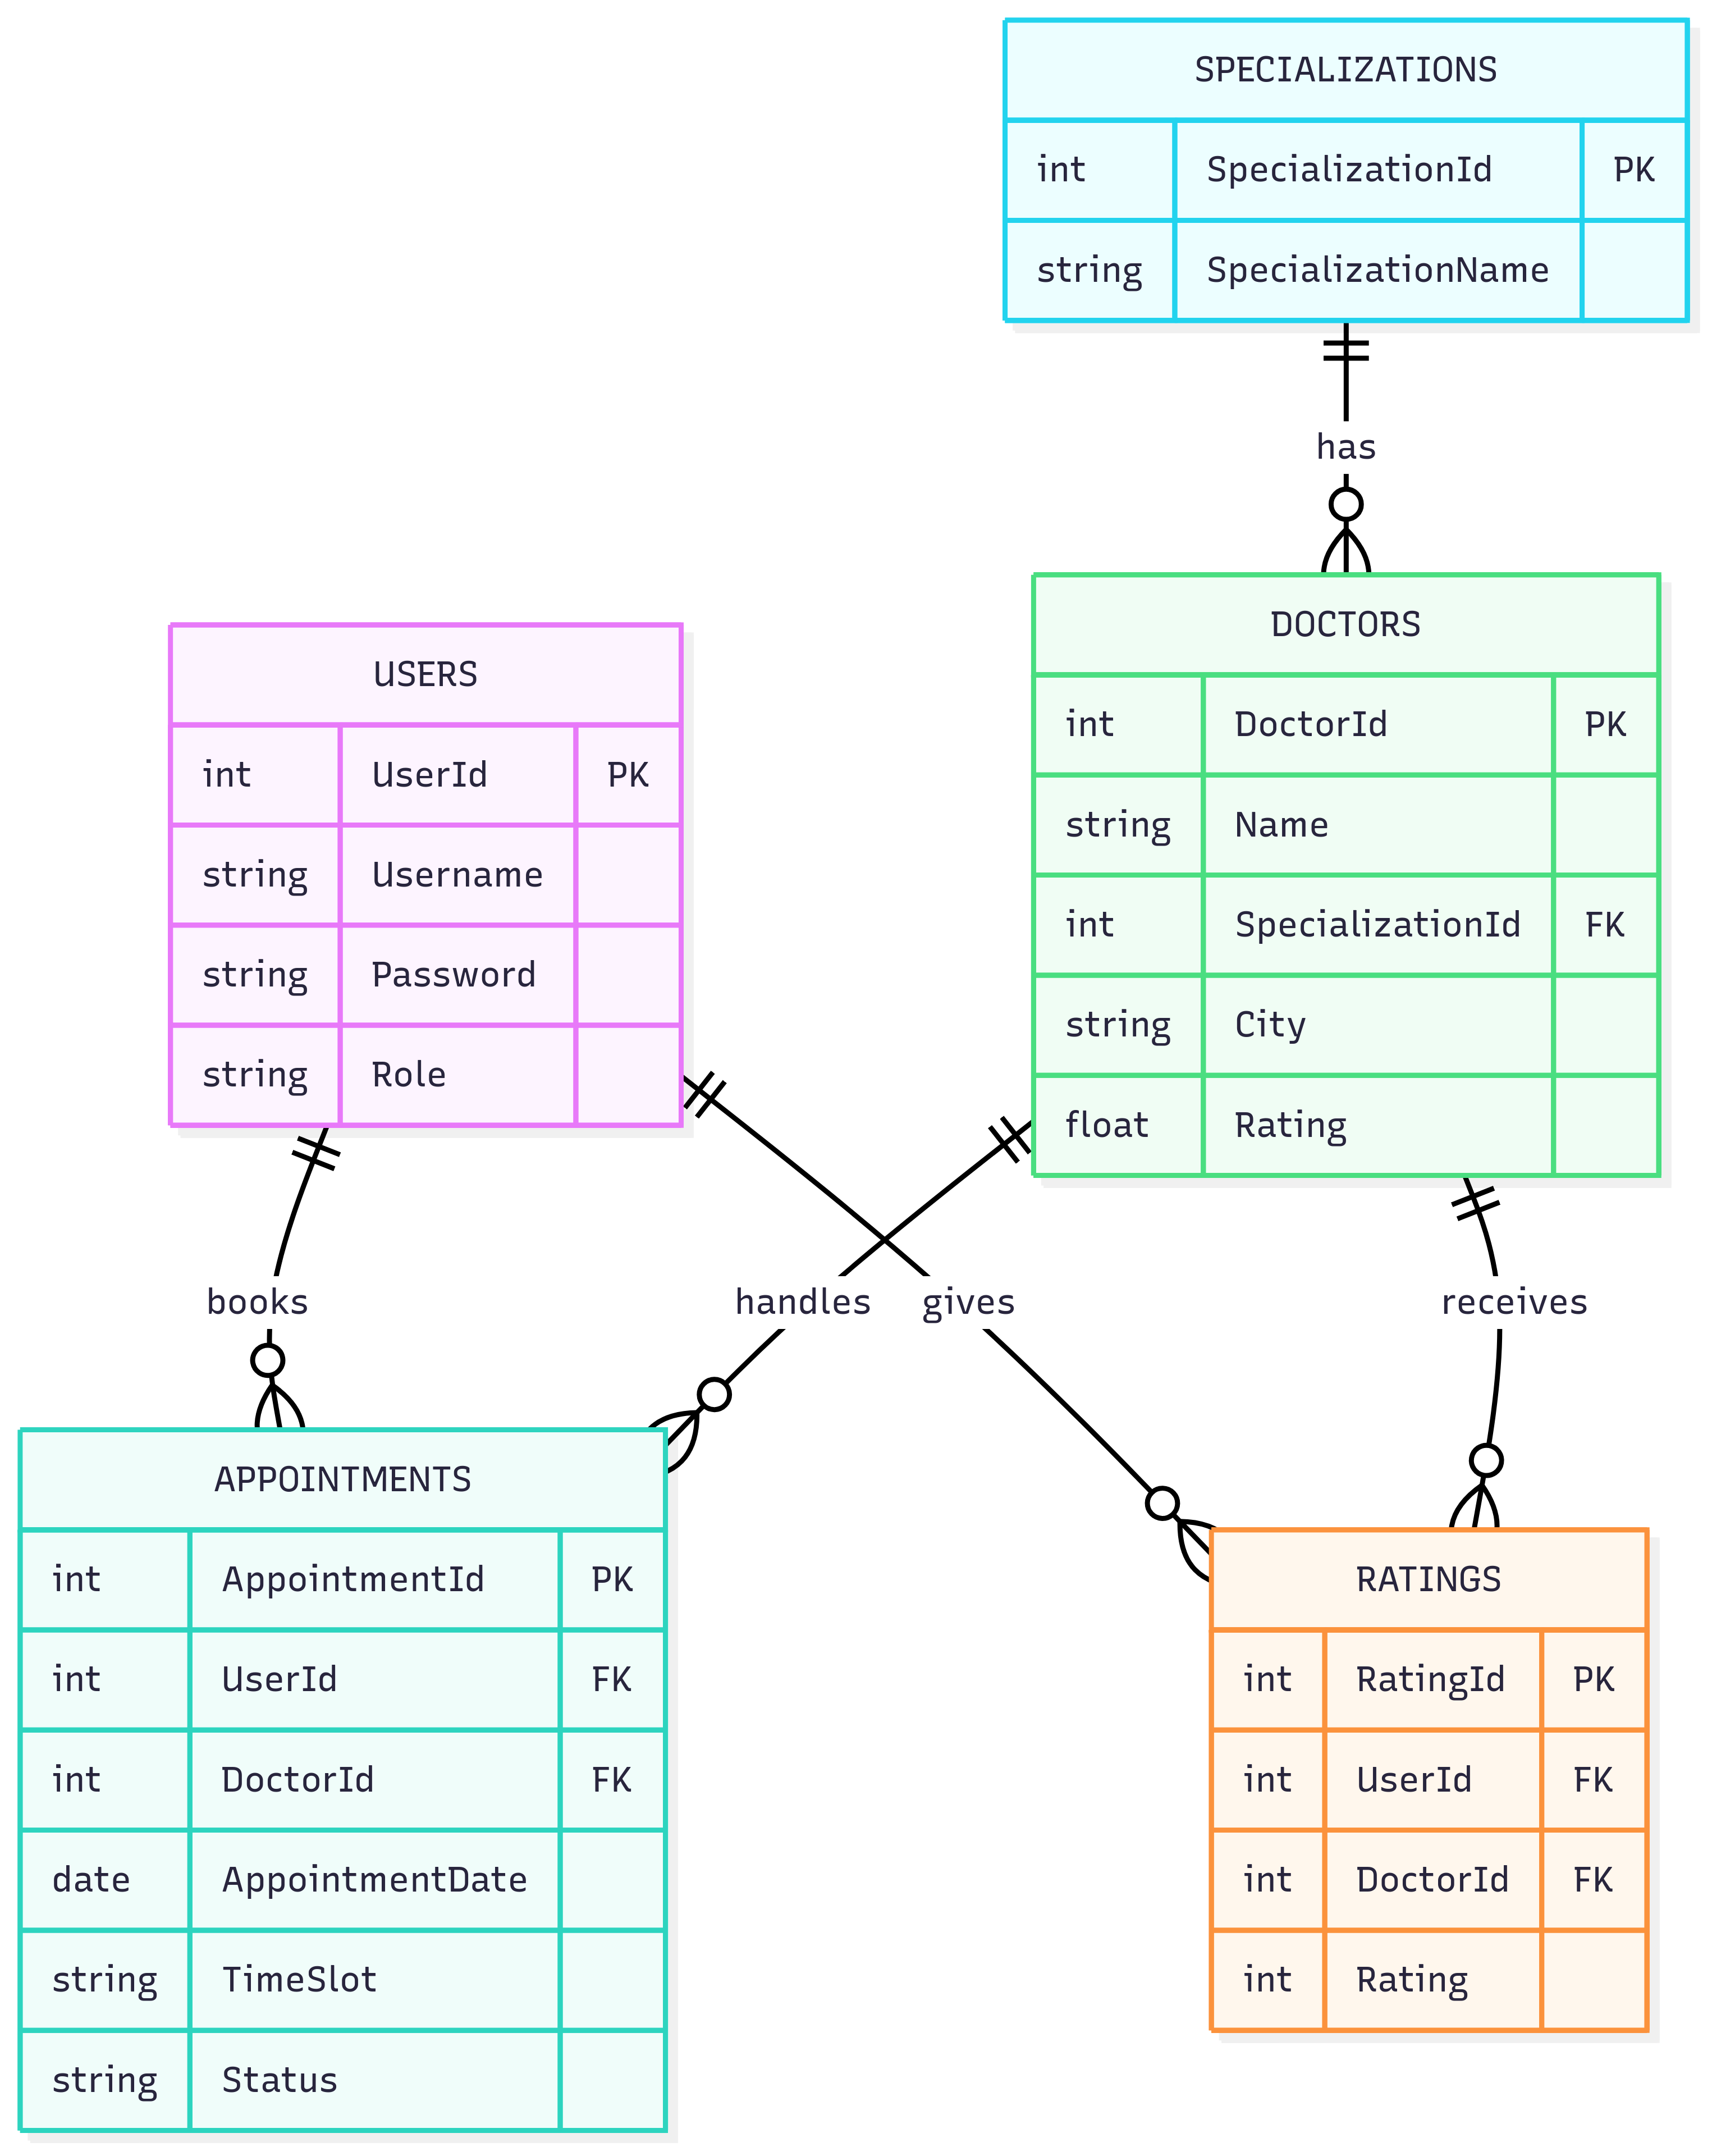 SPECIALIZATIONS
int SpecializationId PK
string SpecializationName
has
DOCTORS
int DoctorId PK
string Name
int SpecializationId FK
string City
float Rating
USERS
int UserId PK
string Username
string Password
string Role
books
handles
gives
receives
APPOINTMENTS
int AppointmentId PK
int UserId FK
int DoctorId FK
date AppointmentDate
string TimeSlot
string Status
RATINGS
int RatingId PK
int UserId FK
int DoctorId FK
int Rating